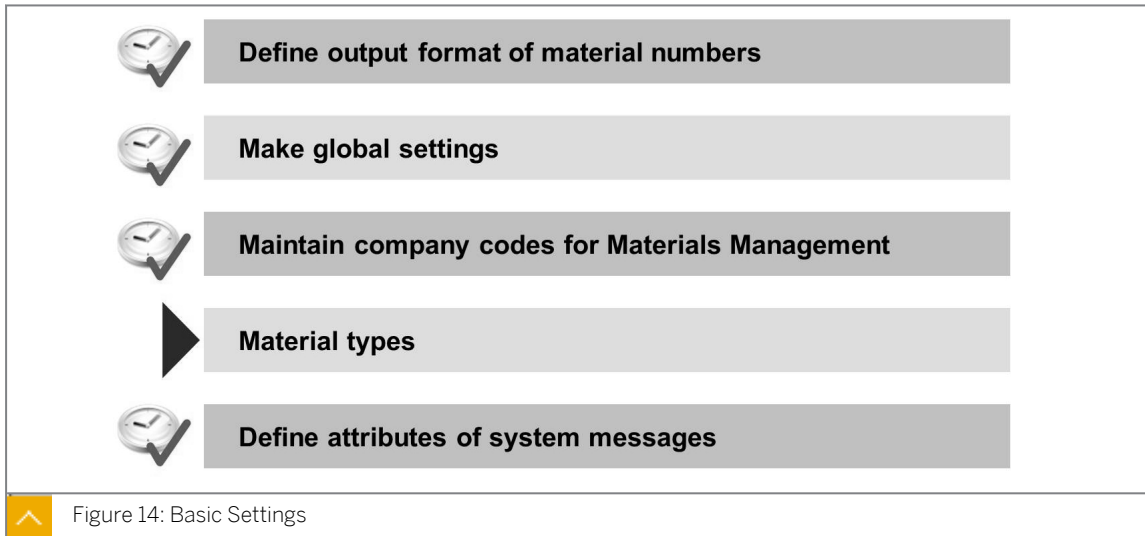 Define output format of material numbers
Make global settings
Maintain company codes for Materials Management
Material types
Define attributes of system messages
Figure 14: Basic Settings